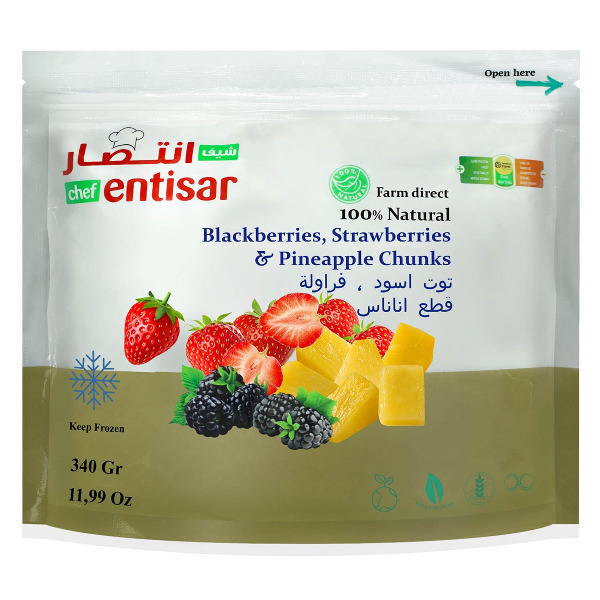 Open here
انتصار شيف
chef entisar
100% NATURAL
Farm direct
100% Natural
Blackberries, Strawberries
& Pineapple Chunks
توت اسود ، فراولة
قطع اناناس
Keep Frozen
340 Gr
11,99 Oz